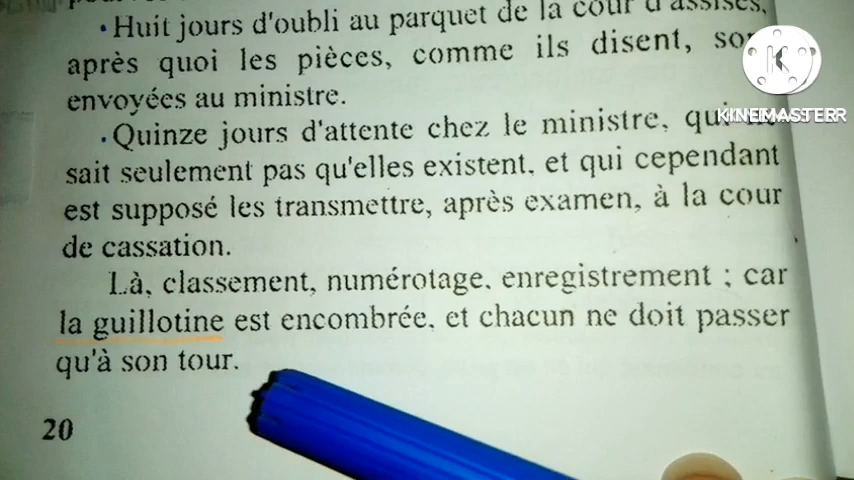 ·Huit jours d'oubli au parquet de la cour d'assises,
après quoi les pièces, comme ils disent,
envoyées au ministre.
·Quinze jours d'attente chez le ministre, qui
sait seulement pas qu'elles existent, et qui cependant
est supposé les transmettre, après examen, à la cour
de cassation.
Là, classement, numérotage, enregistrement ; car
la guillotine est encombrée, et chacun ne doit passer
qu'à son tour.
20
K
KINEMASTER